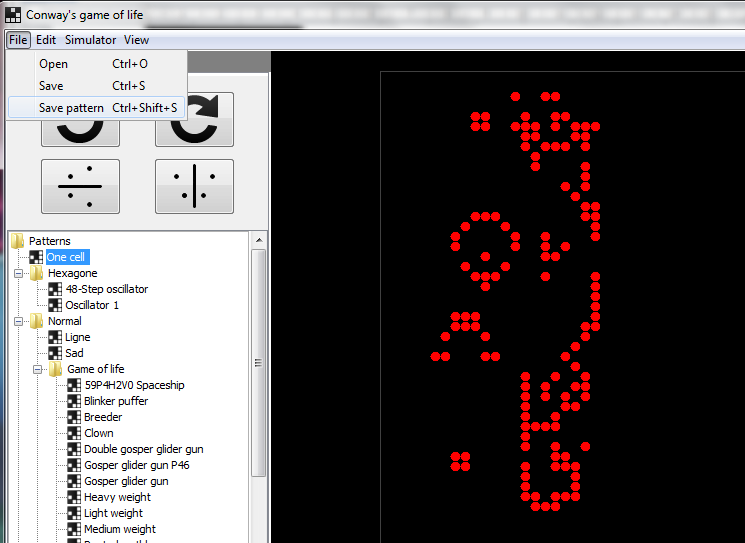 Conway's game of life
File Edit Simulator View
Open Ctrl+O
Save Ctrl+S
Save pattern Ctrl+Shift+S
Patterns
One cell
Hexagone
48-Step oscillator
Oscillator 1
Normal
Ligne
Sad
Game of life
59P4H2V0 Spaceship
Blinker puffer
Breeder
Clown
Double gosper glider gun
Gosper glider gun P46
Gosper glider gun
Heavy weight
Light weight
Medium weight